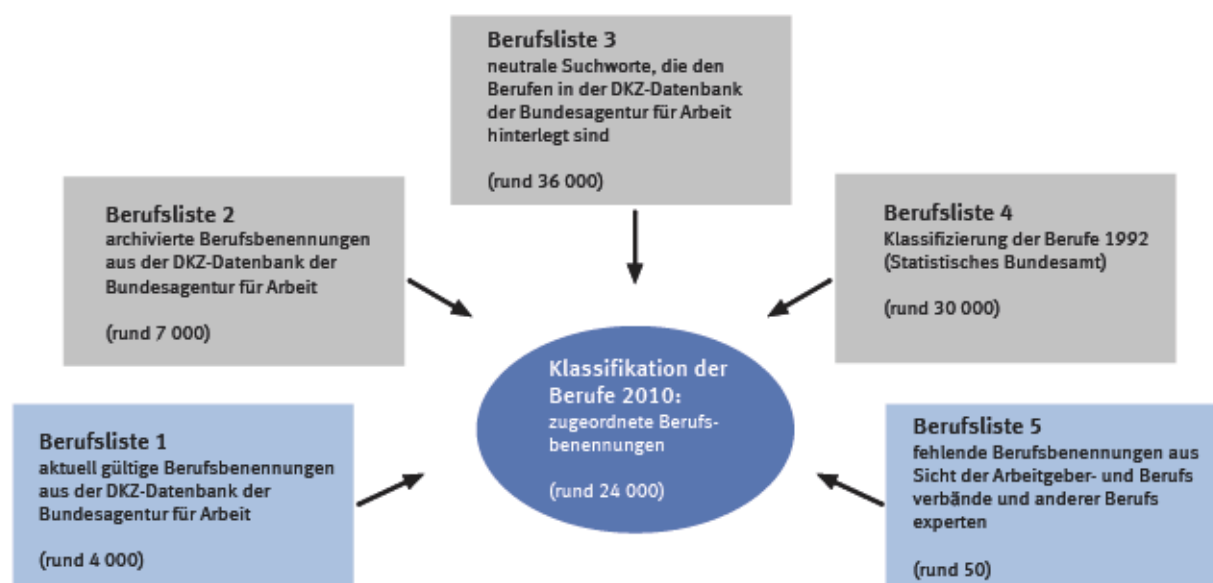 Berufsliste 3
neutrale Suchworte, die den
Berufen in der DKZ-Datenbank
der Bundesagentur für Arbeit
hinterlegt sind
(rund 36 000)
Berufsliste 2
archivierte Berufsbenennungen
aus der DKZ-Datenbank der
Bundesagentur für Arbeit
(rund 7 000)
Berufsliste 4
Klassifizierung der Berufe 1992
(Statistisches Bundesamt)
(rund 30 000)
Klassifikation der
Berufe 2010:
zugeordnete Berufs-
benennungen
(rund 24 000)
Berufsliste 1
aktuell gültige Berufsbenennungen
aus der DKZ-Datenbank der
Bundesagentur für Arbeit
(rund 4 000)
Berufsliste 5
fehlende Berufsbenennungen aus
Sicht der Arbeitgeber- und Berufs
verbände und anderer Berufs
experten
(rund 50)